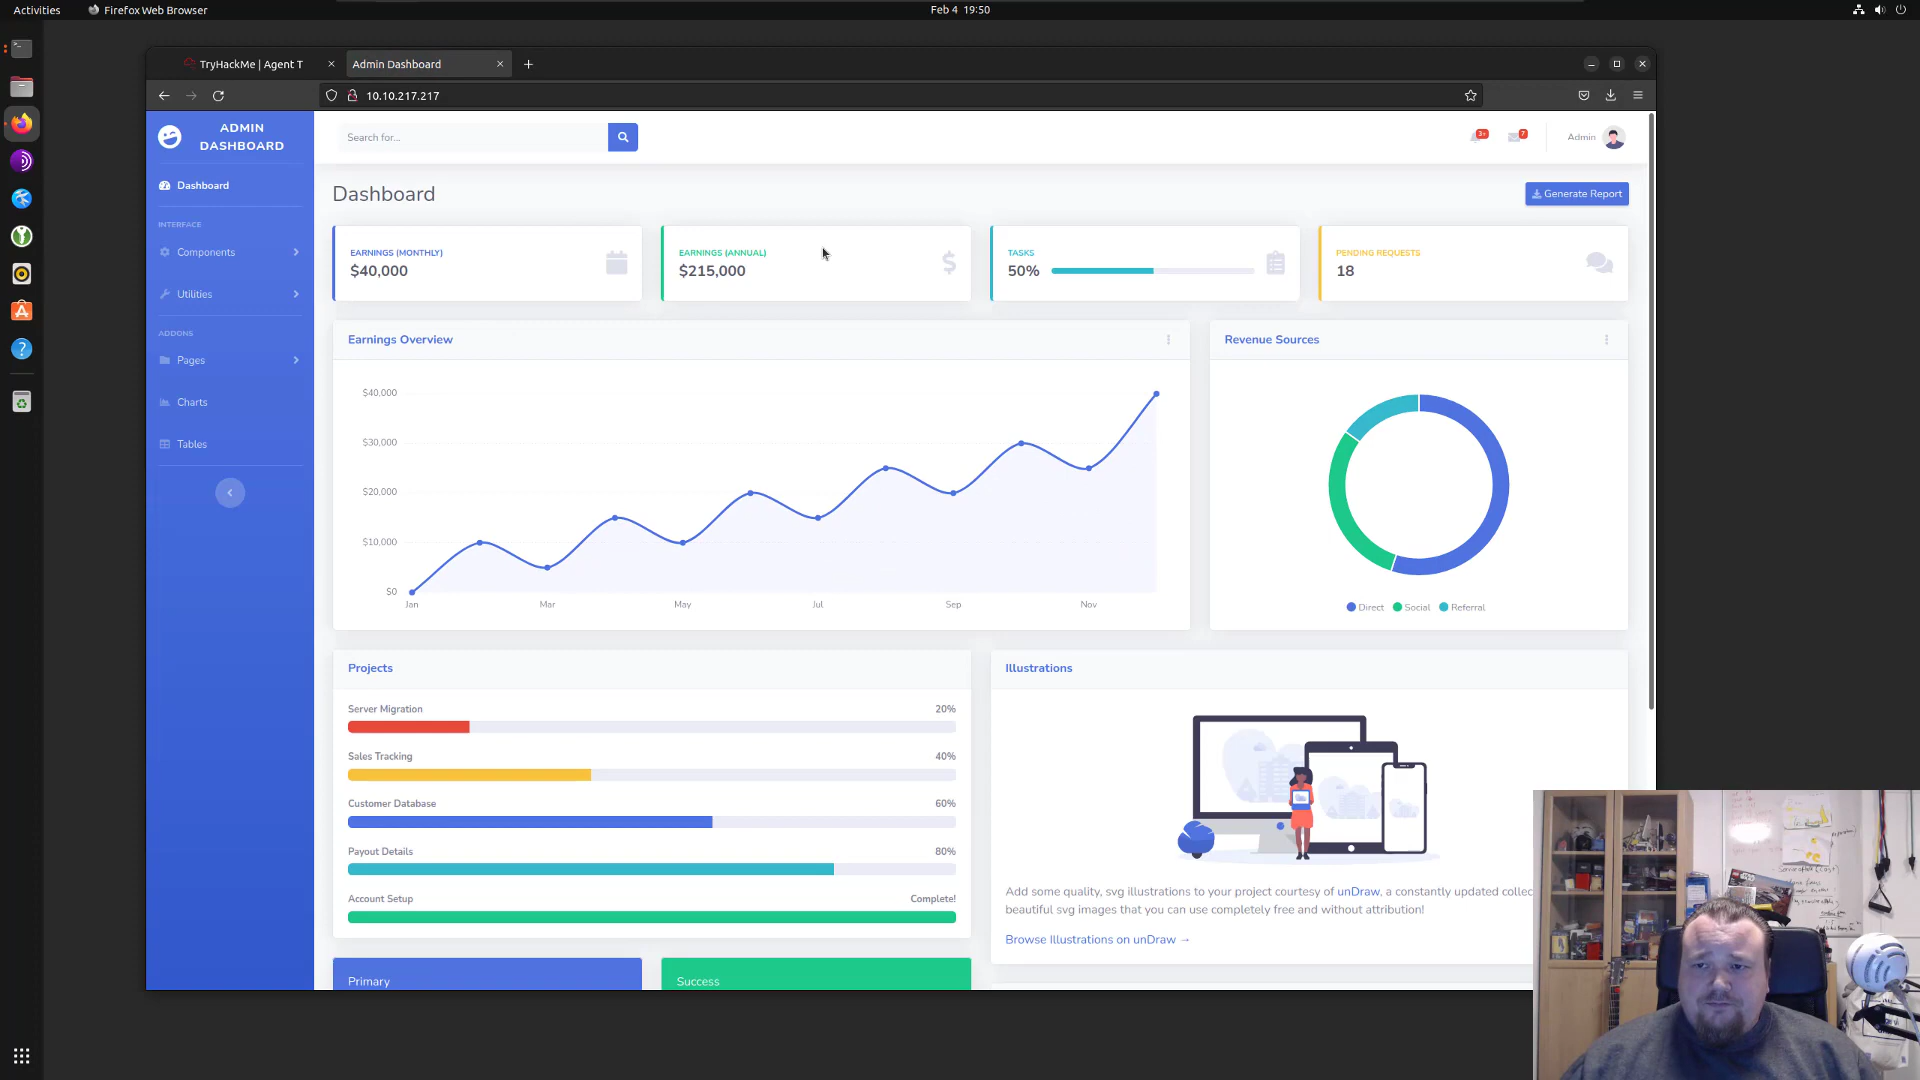 Activities
Firefox Web Browser
Feb 4 19:50
TryHackMe | Agent T
Admin Dashboard
10.10.217.217
ADMIN
DASHBOARD
Search for...
3+
7
Admin
Dashboard
INTERFACE
Components
Utilities
ADDONS
Pages
Charts
Tables
Dashboard
Generate Report
EARNINGS (MONTHLY)
$40,000
EARNINGS (ANNUAL)
$215,000
TASKS
50%
PENDING REQUESTS
18
Earnings Overview
$40,000
$30,000
$20,000
$10,000
$0
Jan Mar May Jul Sep Nov
Revenue Sources
Direct Social Referral
Projects
Server Migration 20%
Sales Tracking 40%
Customer Database 60%
Payout Details 80%
Account Setup Complete!
Illustrations
Add some quality, svg illustrations to your project courtesy of unDraw, a constantly updated collec
beautiful svg images that you can use completely free and without attribution!
Browse Illustrations on unDraw →
Primary
Success